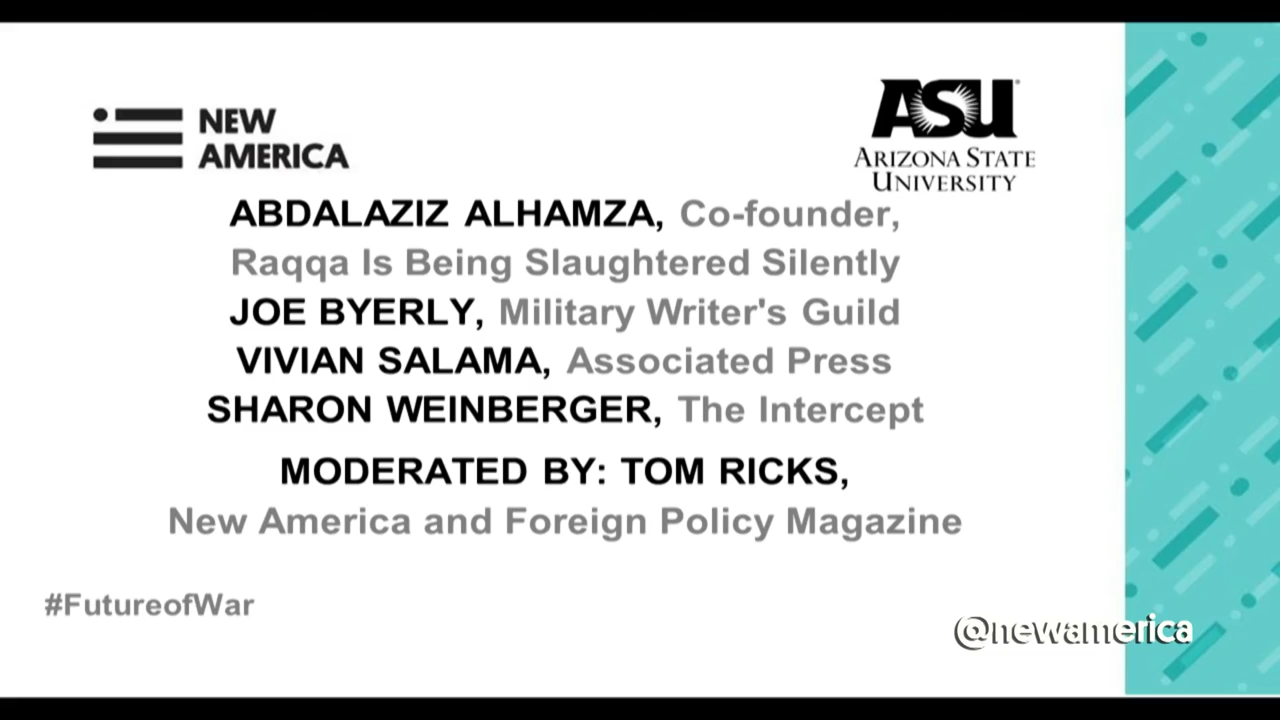 NEW
AMERICA
ASU
ARIZONA STATE
UNIVERSITY
ABDALAZIZ ALHAMZA, Co-founder,
Raqqa Is Being Slaughtered Silently
JOE BYERLY, Military Writer's Guild
VIVIAN SALAMA, Associated Press
SHARON WEINBERGER, The Intercept
MODERATED BY: TOM RICKS,
New America and Foreign Policy Magazine
#FutureofWar
@newamerica